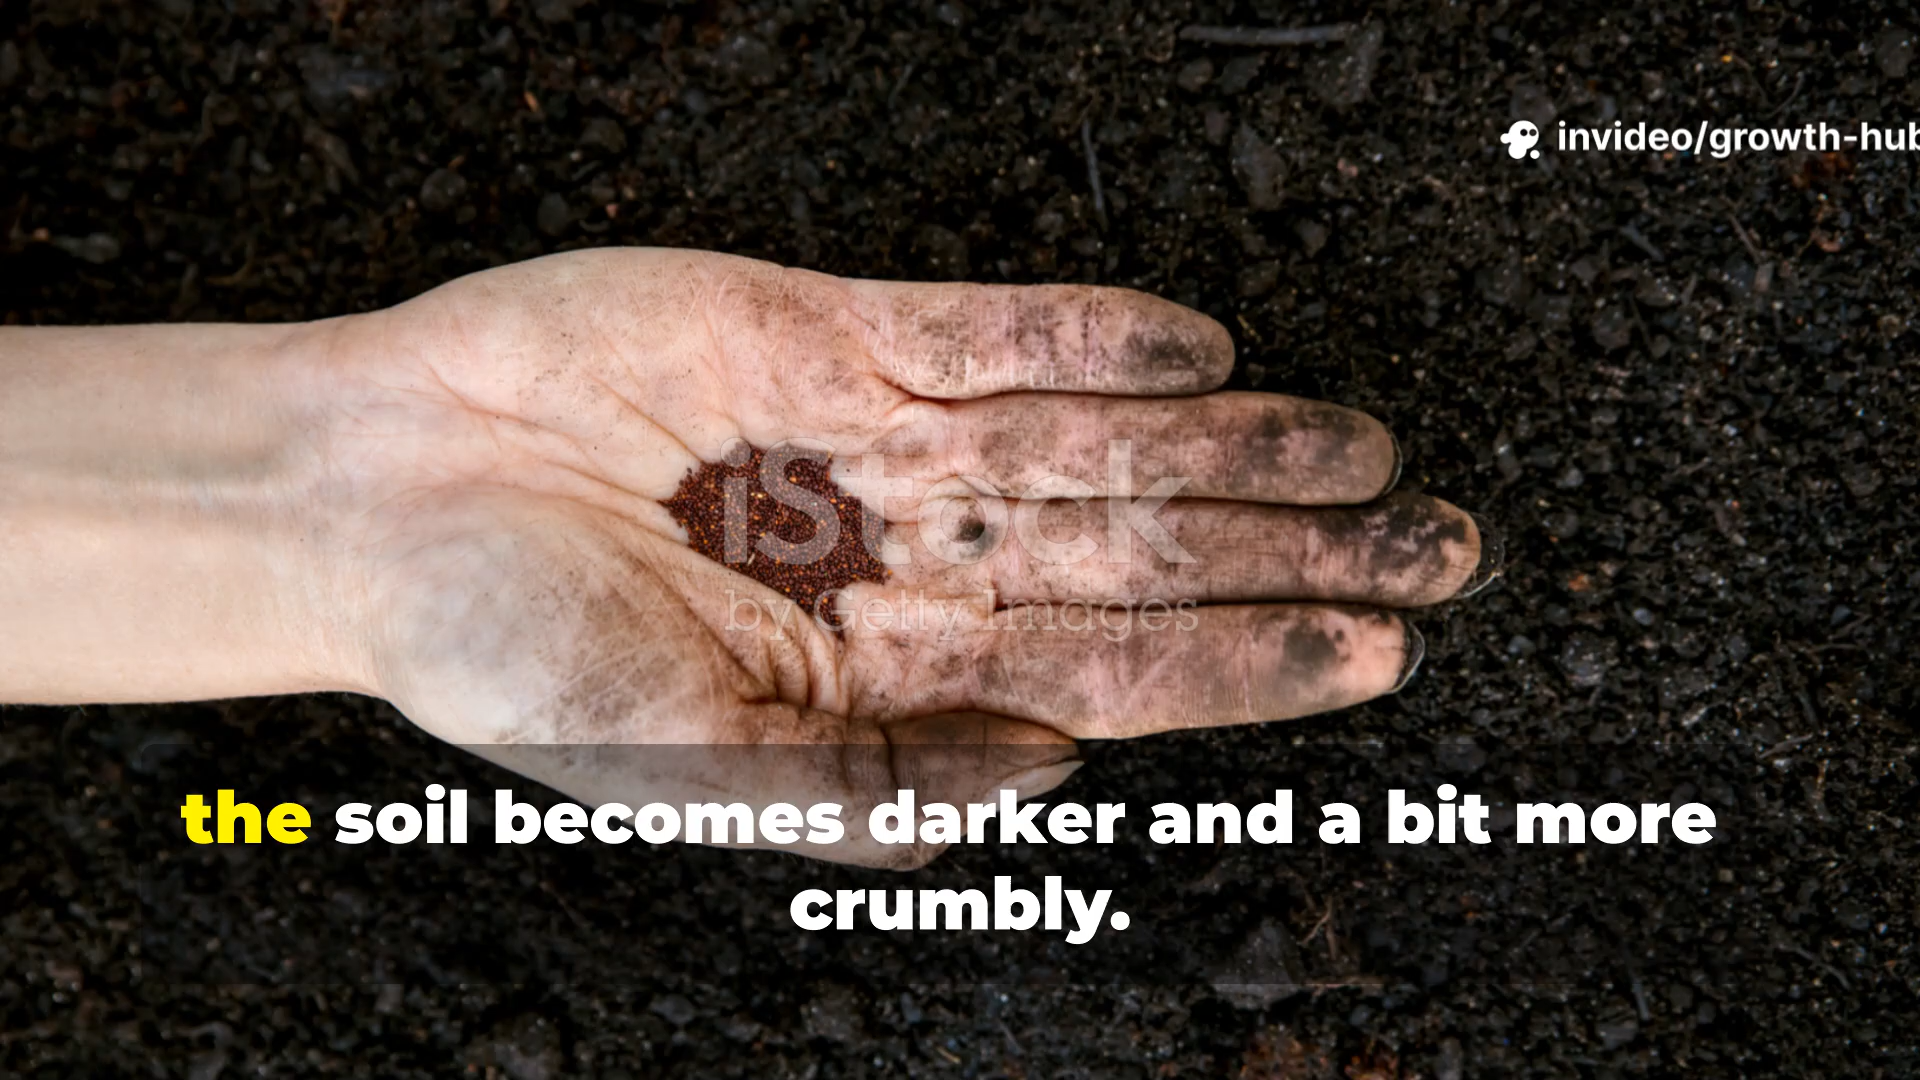 invideo/growth-hub
iStock
by Getty Images
the soil becomes darker and a bit more
crumbly.